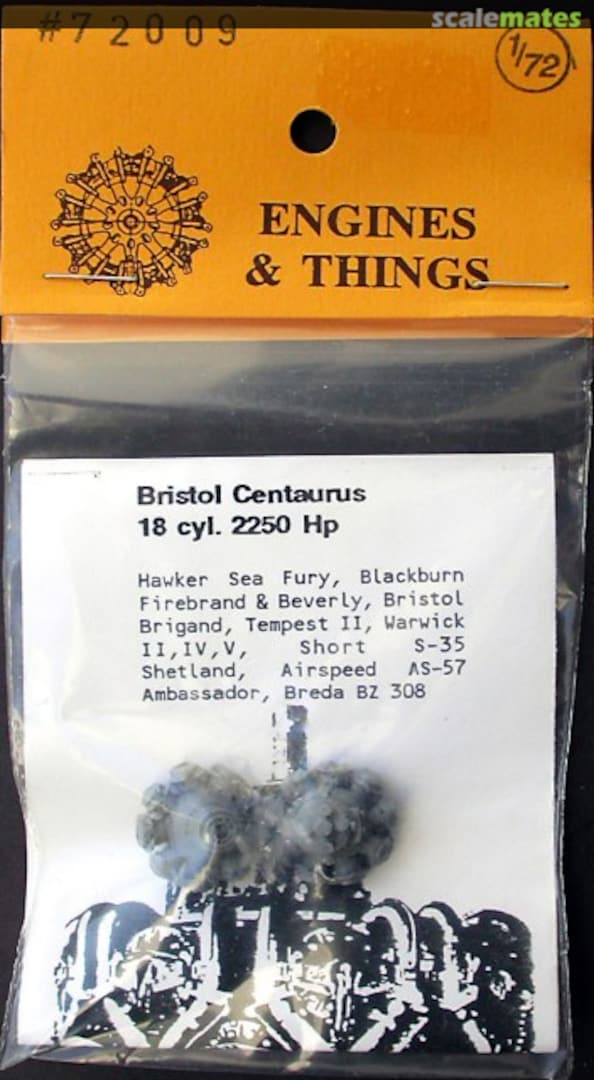 scalemates
#72009
1/72
ENGINES
& THINGS
Bristol Centaurus
18 cyl. 2250 Hp
Hawker Sea Fury, Blackburn
Firebrand & Beverly, Bristol
Brigand, Tempest II, Warwick
II,IV,V, Short S-35
Shetland, Airspeed AS-57
Ambassador, Breda BZ 308